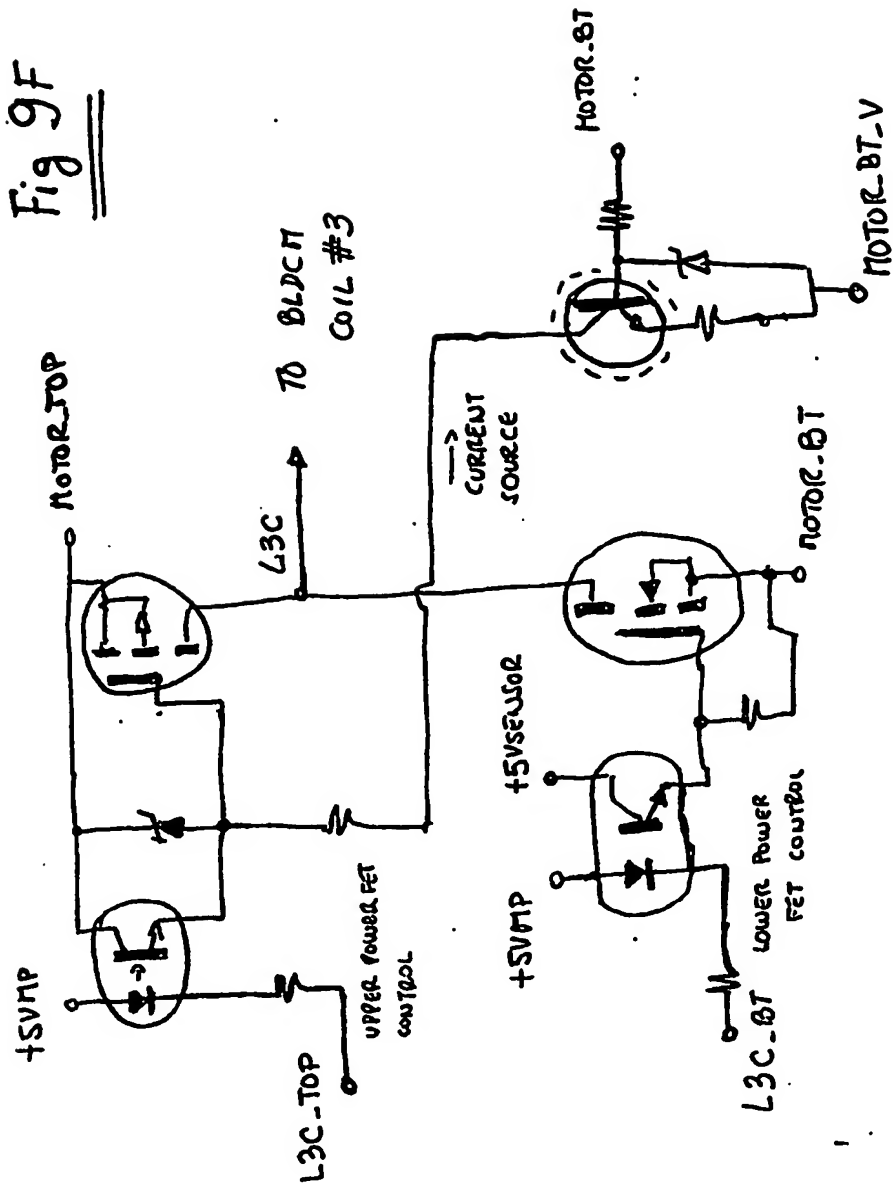 Fig 9F
MOTOR_TOP
+5VMP
L3C
TO BLDCM
COIL #3
MOTOR_BT
L3C_TOP
UPPER POWER FET
CONTROL
→
CURRENT
SOURCE
+5VSENSOR
+5VMP
L3C_BT
LOWER POWER
FET CONTROL
MOTOR_BT
MOTOR_BT_V